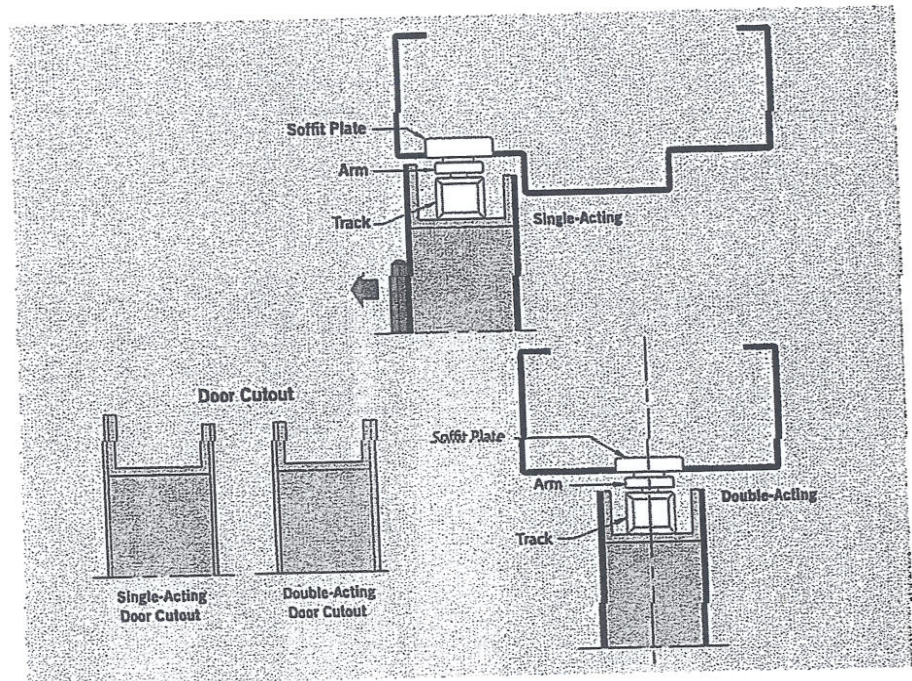 Soffit Plate
Arm
Track
Single-Acting
Door Cutout
Single-Acting
Door Cutout
Double-Acting
Door Cutout
Soffit Plate
Arm
Track
Double-Acting